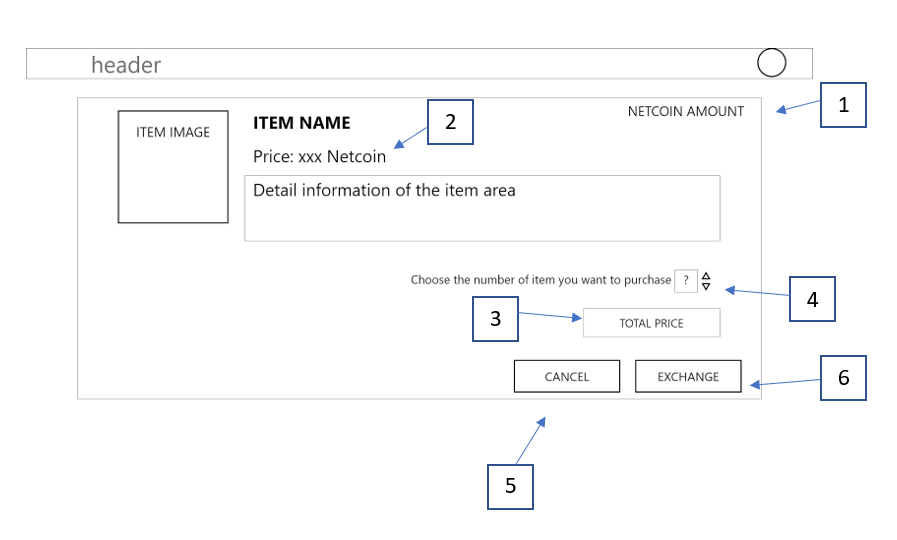 header
1
NETCOIN AMOUNT
ITEM IMAGE
ITEM NAME
2
Price: xxx Netcoin
Detail information of the item area
Choose the number of item you want to purchase ?
4
3
TOTAL PRICE
CANCEL
EXCHANGE
6
5